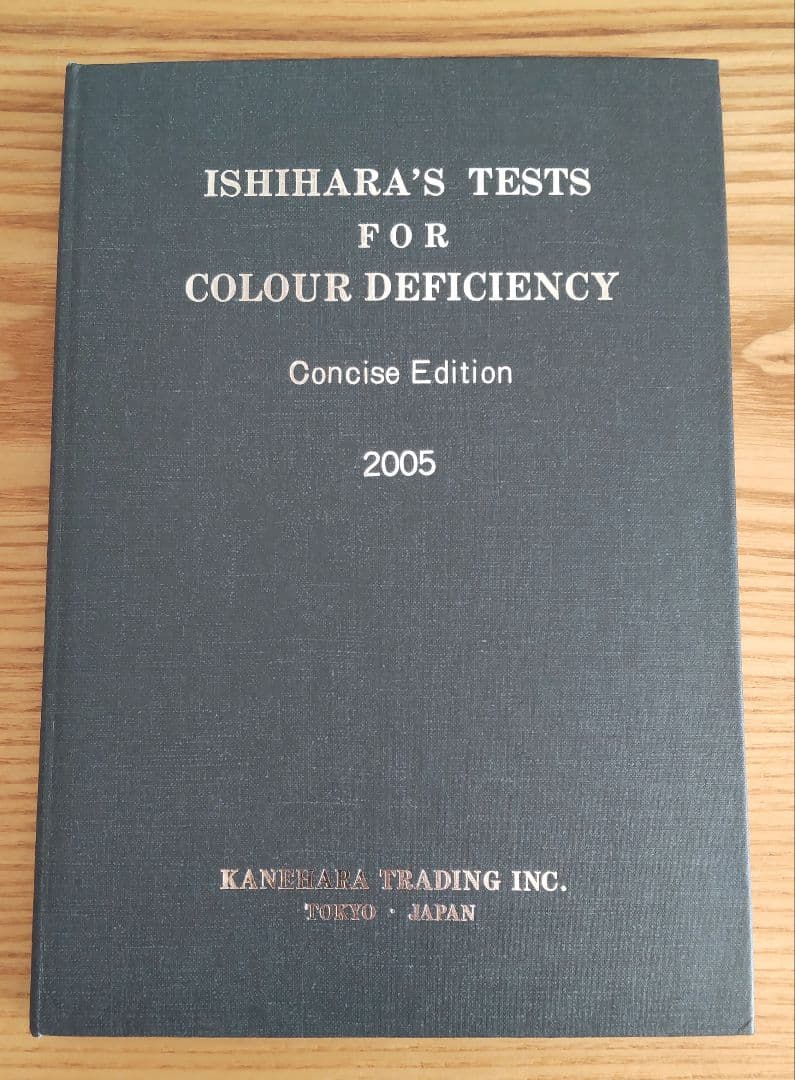 ISHIHARA'S TESTS
FOR
COLOUR DEFICIENCY
Concise Edition
2005
KANEHARA TRADING INC.
TOKYO · JAPAN